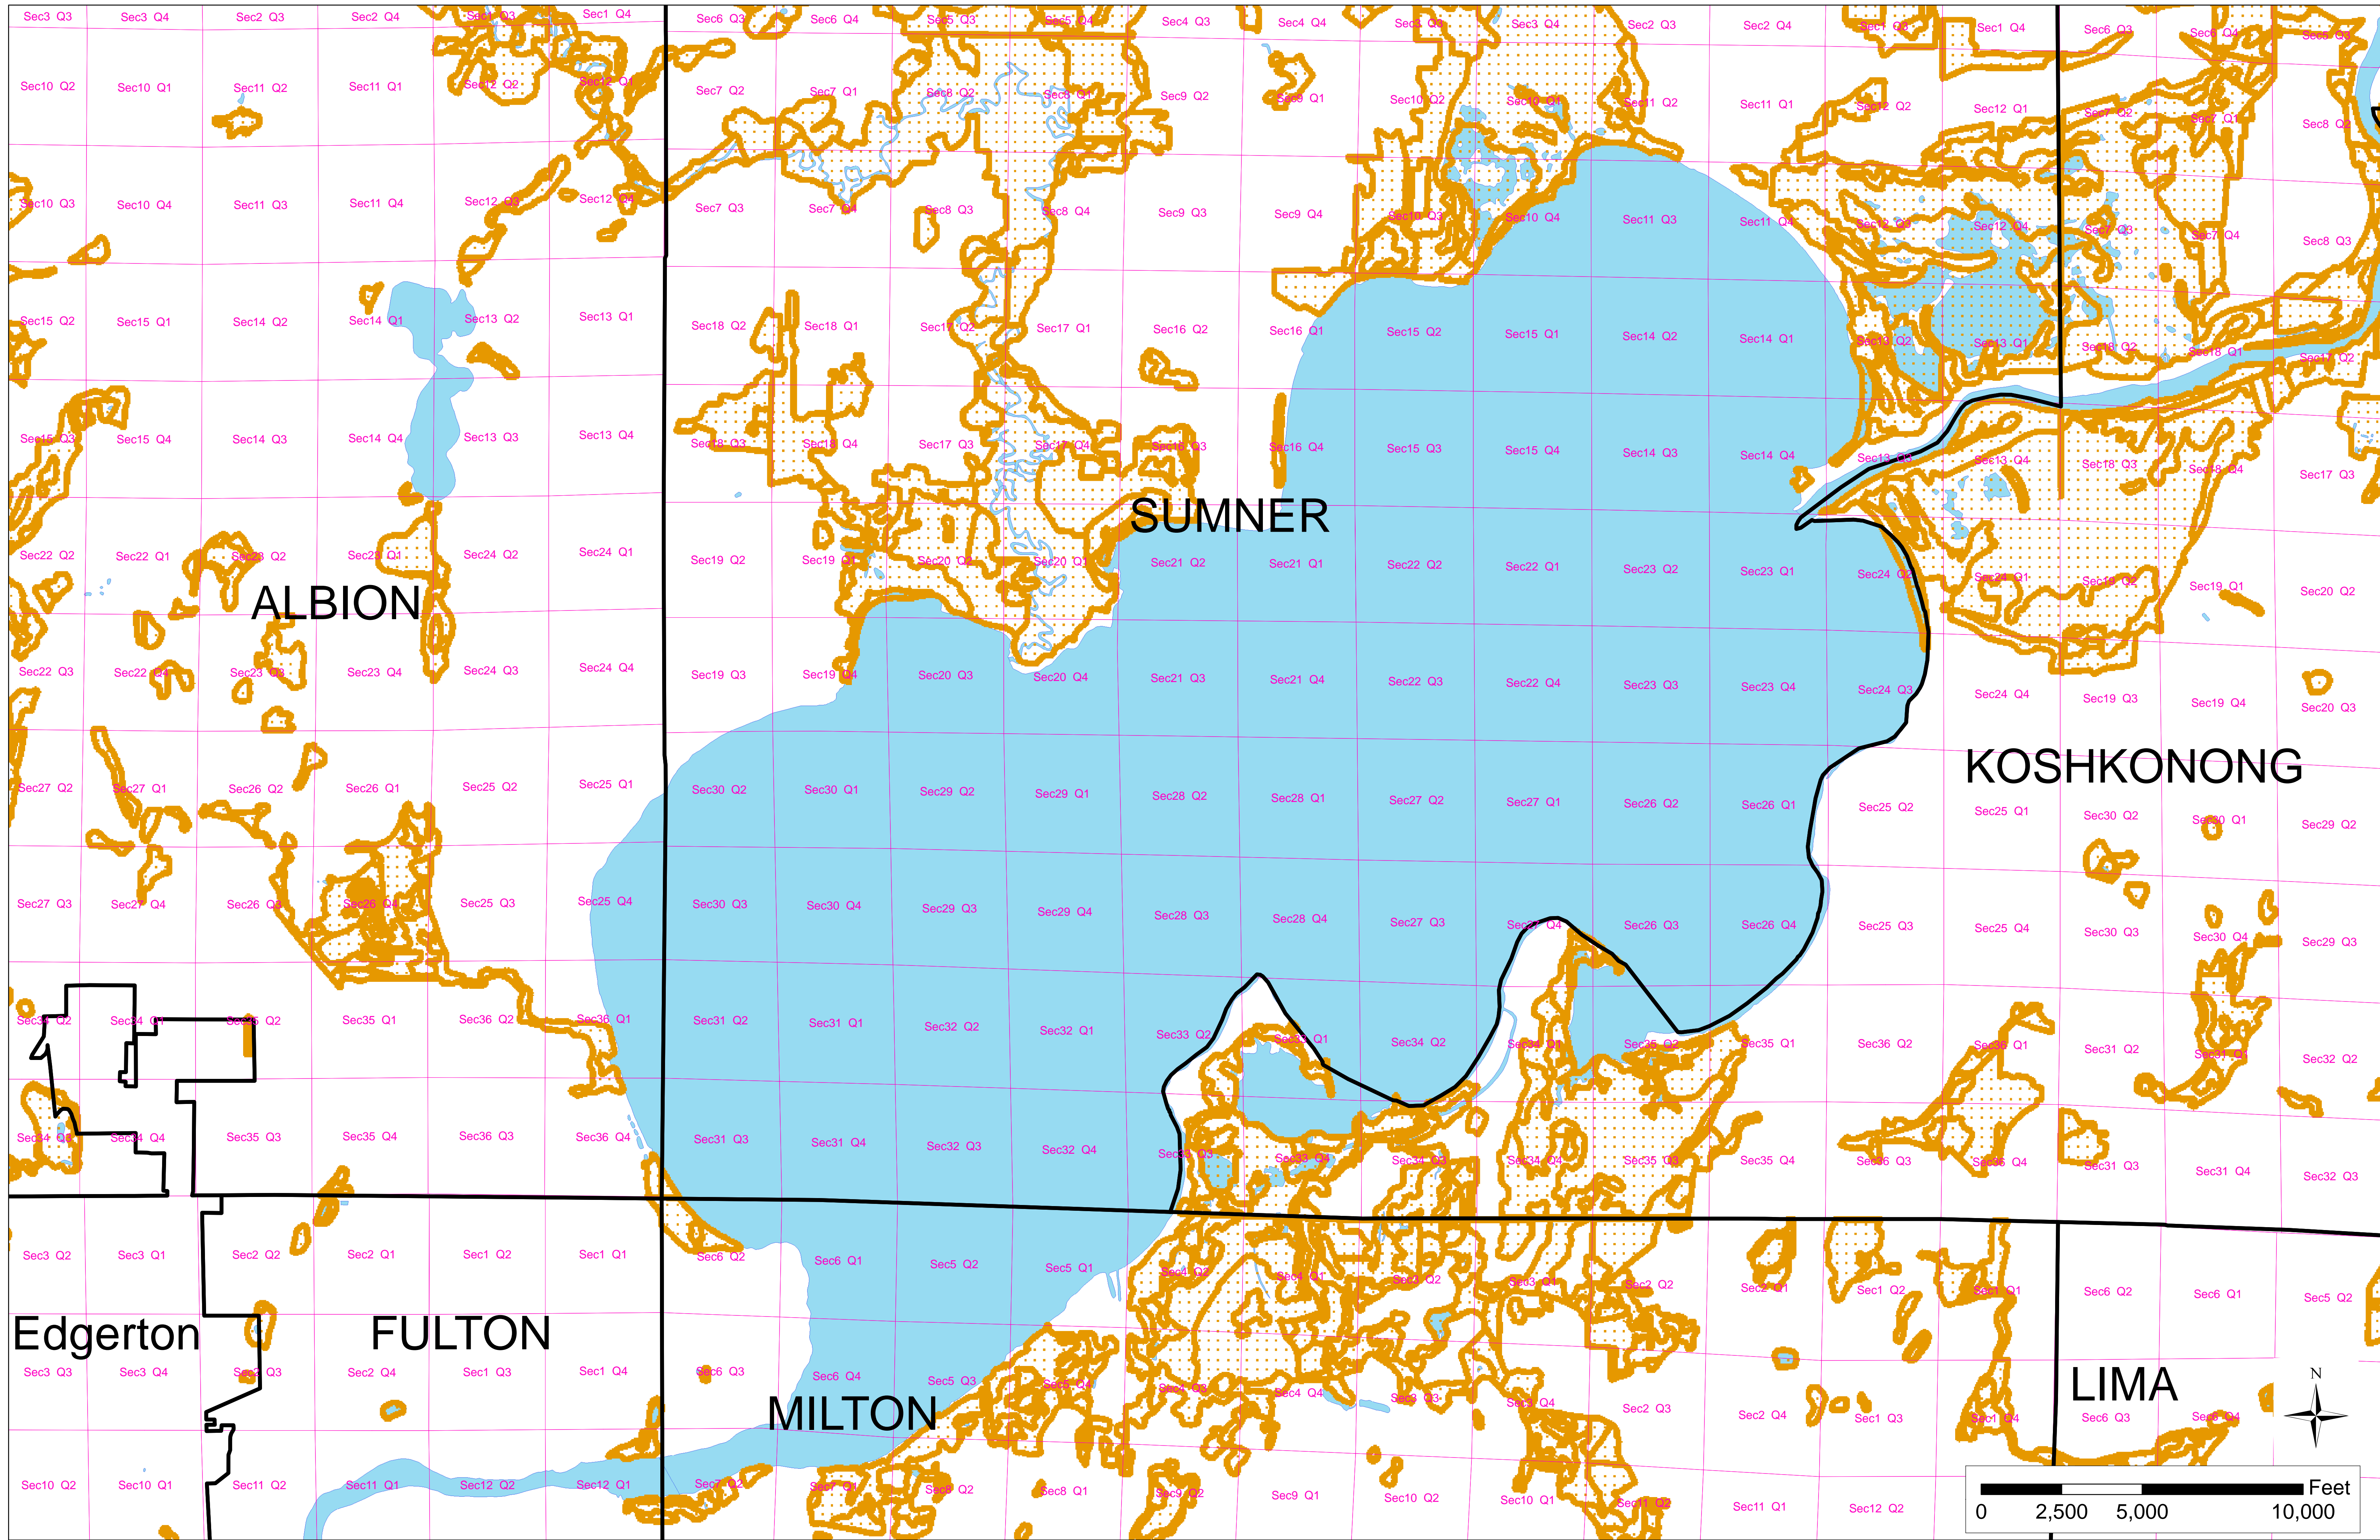 Sec3 Q3 Sec3 Q4 Sec2 Q3 Sec2 Q4 Sec1 Q3 Sec1 Q4 Sec6 Q3 Sec6 Q4 Sec5 Q3 Sec5 Q4 Sec4 Q3 Sec4 Q4 Sec3 Q3 Sec3 Q4 Sec2 Q3 Sec2 Q4 Sec1 Q3 Sec1 Q4 Sec6 Q3 Sec6 Q4 Sec5 Q3
Sec10 Q2 Sec10 Q1 Sec11 Q2 Sec11 Q1 Sec12 Q2 Sec12 Q1 Sec7 Q2 Sec7 Q1 Sec8 Q2 Sec8 Q1 Sec9 Q2 Sec9 Q1 Sec10 Q2 Sec10 Q1 Sec11 Q2 Sec11 Q1 Sec12 Q2 Sec12 Q1 Sec7 Q2 Sec7 Q1 Sec8 Q2
Sec10 Q3 Sec10 Q4 Sec11 Q3 Sec11 Q4 Sec12 Q3 Sec12 Q4 Sec7 Q3 Sec7 Q4 Sec8 Q3 Sec8 Q4 Sec9 Q3 Sec9 Q4 Sec10 Q3 Sec10 Q4 Sec11 Q3 Sec11 Q4 Sec12 Q3 Sec12 Q4 Sec7 Q3 Sec7 Q4 Sec8 Q3
Sec15 Q2 Sec15 Q1 Sec14 Q2 Sec14 Q1 Sec13 Q2 Sec13 Q1 Sec18 Q2 Sec18 Q1 Sec17 Q2 Sec17 Q1 Sec16 Q2 Sec16 Q1 Sec15 Q2 Sec15 Q1 Sec14 Q2 Sec14 Q1 Sec13 Q2 Sec13 Q1 Sec18 Q2 Sec18 Q1 Sec17 Q2
Sec15 Q3 Sec15 Q4 Sec14 Q3 Sec14 Q4 Sec13 Q3 Sec13 Q4 Sec18 Q3 Sec18 Q4 Sec17 Q3 Sec17 Q4 Sec16 Q3 Sec16 Q4 Sec15 Q3 Sec15 Q4 Sec14 Q3 Sec14 Q4 Sec13 Q3 Sec13 Q4 Sec18 Q3 Sec18 Q4 Sec17 Q3
SUMNER
Sec22 Q2 Sec22 Q1 Sec23 Q2 Sec23 Q1 Sec24 Q2 Sec24 Q1 Sec19 Q2 Sec19 Q1 Sec20 Q2 Sec20 Q1 Sec21 Q2 Sec21 Q1 Sec22 Q2 Sec22 Q1 Sec23 Q2 Sec23 Q1 Sec24 Q2 Sec24 Q1 Sec19 Q2 Sec19 Q1 Sec20 Q2
ALBION
Sec22 Q3 Sec22 Q4 Sec23 Q3 Sec23 Q4 Sec24 Q3 Sec24 Q4 Sec19 Q3 Sec19 Q4 Sec20 Q3 Sec20 Q4 Sec21 Q3 Sec21 Q4 Sec22 Q3 Sec22 Q4 Sec23 Q3 Sec23 Q4 Sec24 Q3 Sec24 Q4 Sec19 Q3 Sec19 Q4 Sec20 Q3
KOSHKONONG
Sec27 Q2 Sec27 Q1 Sec26 Q2 Sec26 Q1 Sec25 Q2 Sec25 Q1 Sec30 Q2 Sec30 Q1 Sec29 Q2 Sec29 Q1 Sec28 Q2 Sec28 Q1 Sec27 Q2 Sec27 Q1 Sec26 Q2 Sec26 Q1 Sec25 Q2 Sec25 Q1 Sec30 Q2 Sec30 Q1 Sec29 Q2
Sec27 Q3 Sec27 Q4 Sec26 Q3 Sec26 Q4 Sec25 Q3 Sec25 Q4 Sec30 Q3 Sec30 Q4 Sec29 Q3 Sec29 Q4 Sec28 Q3 Sec28 Q4 Sec27 Q3 Sec27 Q4 Sec26 Q3 Sec26 Q4 Sec25 Q3 Sec25 Q4 Sec30 Q3 Sec30 Q4 Sec29 Q3
Sec34 Q2 Sec34 Q1 Sec35 Q2 Sec35 Q1 Sec36 Q2 Sec36 Q1 Sec31 Q2 Sec31 Q1 Sec32 Q2 Sec32 Q1 Sec33 Q2 Sec33 Q1 Sec34 Q2 Sec34 Q1 Sec35 Q2 Sec35 Q1 Sec36 Q2 Sec36 Q1 Sec31 Q2 Sec31 Q1 Sec32 Q2
Sec34 Q3 Sec34 Q4 Sec35 Q3 Sec35 Q4 Sec36 Q3 Sec36 Q4 Sec31 Q3 Sec31 Q4 Sec32 Q3 Sec32 Q4 Sec33 Q3 Sec33 Q4 Sec34 Q3 Sec34 Q4 Sec35 Q3 Sec35 Q4 Sec36 Q3 Sec36 Q4 Sec31 Q3 Sec31 Q4 Sec32 Q3
Sec3 Q2 Sec3 Q1 Sec2 Q2 Sec2 Q1 Sec1 Q2 Sec1 Q1 Sec6 Q2 Sec6 Q1 Sec5 Q2 Sec5 Q1 Sec4 Q2 Sec4 Q1 Sec3 Q2 Sec3 Q1 Sec2 Q2 Sec2 Q1 Sec1 Q2 Sec1 Q1 Sec6 Q2 Sec6 Q1 Sec5 Q2
Edgerton FULTON
Sec3 Q3 Sec3 Q4 Sec2 Q3 Sec2 Q4 Sec1 Q3 Sec1 Q4 Sec6 Q3 Sec6 Q4 Sec5 Q3 Sec5 Q4 Sec4 Q3 Sec4 Q4 Sec3 Q3 Sec3 Q4 Sec2 Q3 Sec2 Q4 Sec1 Q3 Sec1 Q4 Sec6 Q3 Sec6 Q4
MILTON LIMA N
Sec10 Q2 Sec10 Q1 Sec11 Q2 Sec11 Q1 Sec12 Q2 Sec12 Q1 Sec7 Q2 Sec7 Q1 Sec8 Q2 Sec8 Q1 Sec9 Q2 Sec9 Q1 Sec10 Q2 Sec10 Q1 Sec11 Q2 Sec11 Q1 Sec12 Q2
Feet
0 2,500 5,000 10,000